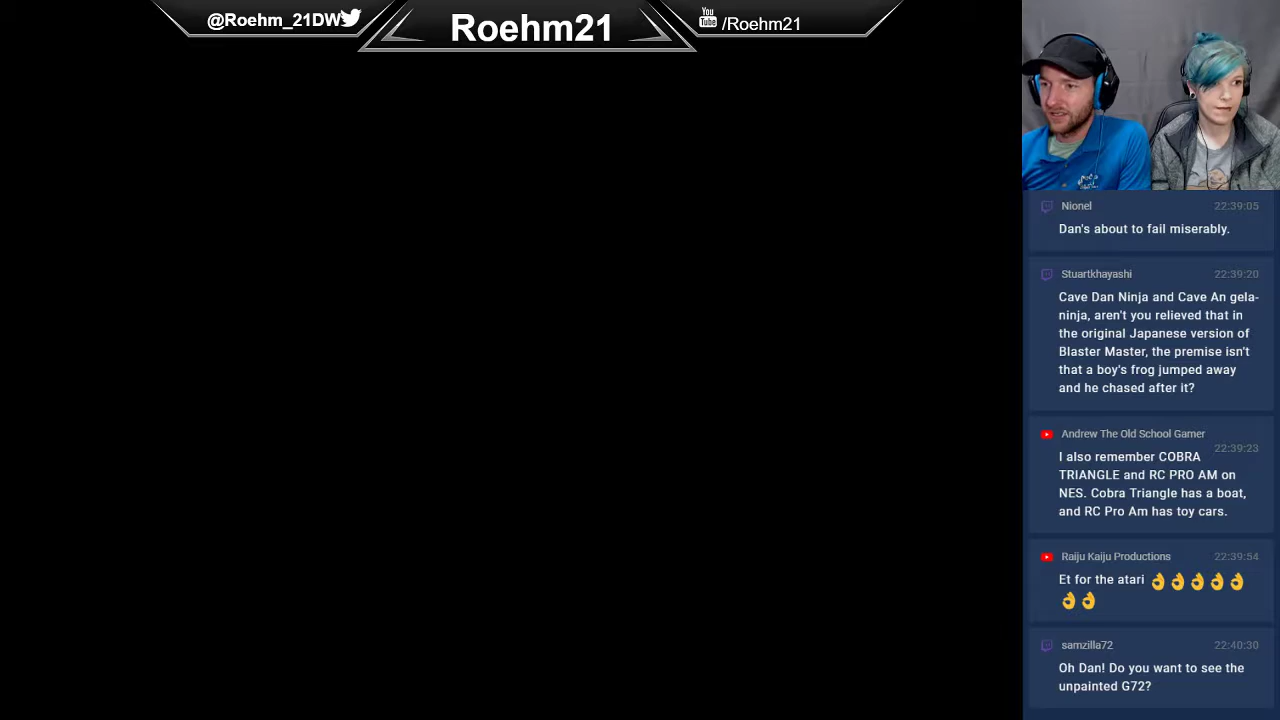 @Roehm_21DW
Roehm21
You
Tube
/Roehm21
Nionel 22:39:05
Dan's about to fail miserably.
Stuartkhayashi 22:39:20
Cave Dan Ninja and Cave An gela-
ninja, aren't you relieved that in
the original Japanese version of
Blaster Master, the premise isn't
that a boy's frog jumped away
and he chased after it?
Andrew The Old School Gamer
22:39:23
I also remember COBRA
TRIANGLE and RC PRO AM on
NES. Cobra Triangle has a boat,
and RC Pro Am has toy cars.
Raiju Kaiju Productions 22:39:54
Et for the atari 👌👌👌👌👌
👌👌
samzilla72 22:40:30
Oh Dan! Do you want to see the
unpainted G72?